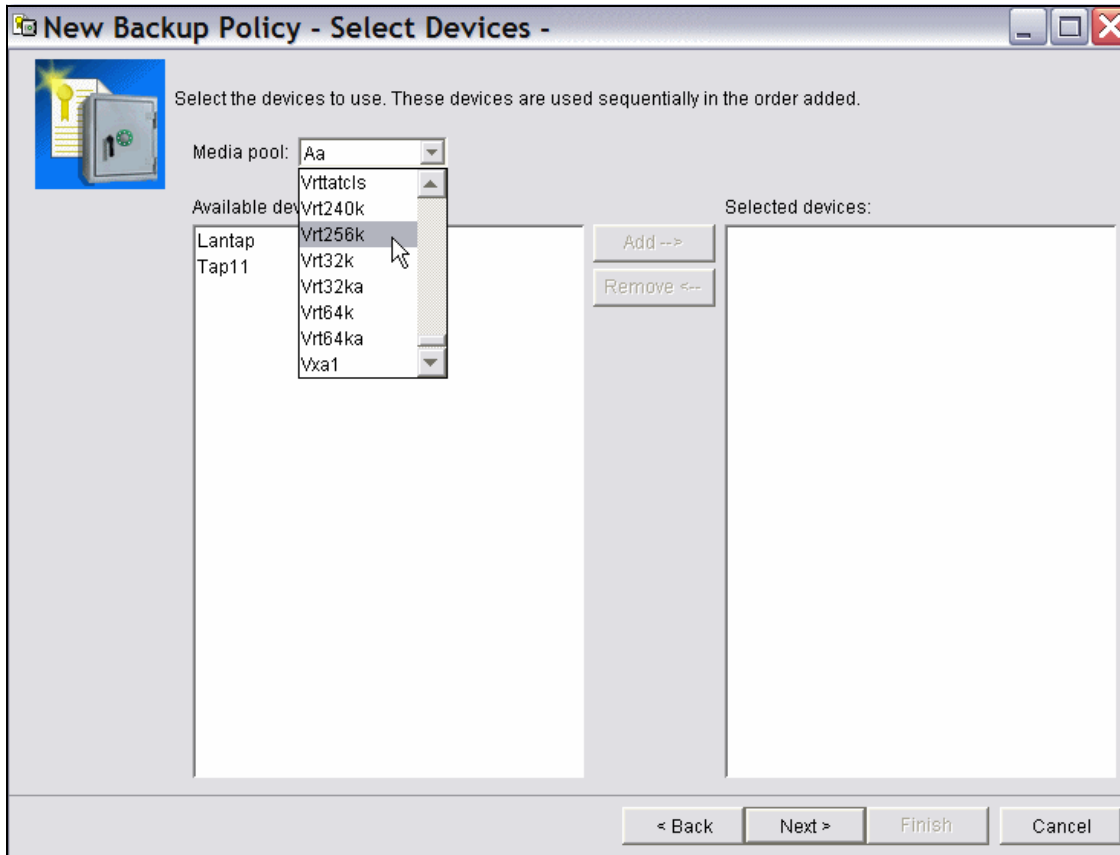 New Backup Policy - Select Devices -
Select the devices to use. These devices are used sequentially in the order added.
Media pool: Aa
Vrttatcls
Vrt240k
Vrt256k
Vrt32k
Vrt32ka
Vrt64k
Vrt64ka
Vxa1
Available dev
Lantap
Tap11
Add -->
Remove <--
Selected devices:
< Back
Next >
Finish
Cancel